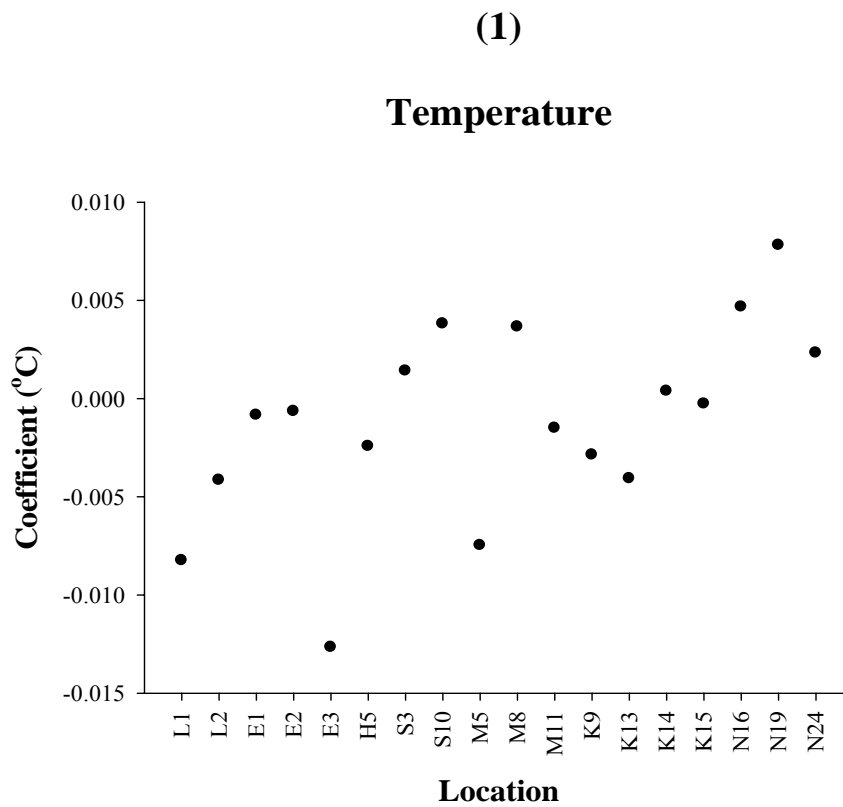 (1)
Temperature
0.010
0.005
0.000
-0.005
-0.010
-0.015
Coefficient (°C)
L1
L2
E1
E2
E3
H5
S3
S10
M5
M8
M11
K9
K13
K14
K15
N16
N19
N24
Location